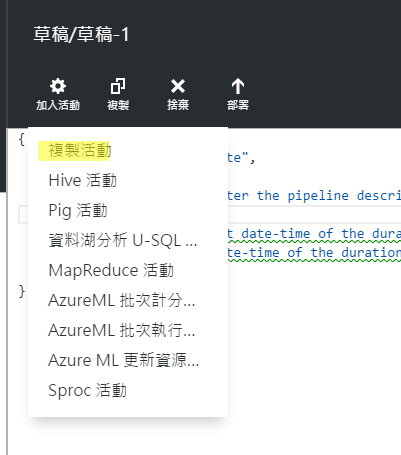 草稿/草稿-1
加入活動 複製 捨棄 部署
{
複製活動 te",
Hive 活動 ter the pipeline descri
Pig 活動
資料湖分析 U-SQL ... t date-time of the dura
te-time of the duration
MapReduce 活動
}
AzureML 批次計分...
AzureML 批次執行...
Azure ML 更新資源...
Sproc 活動